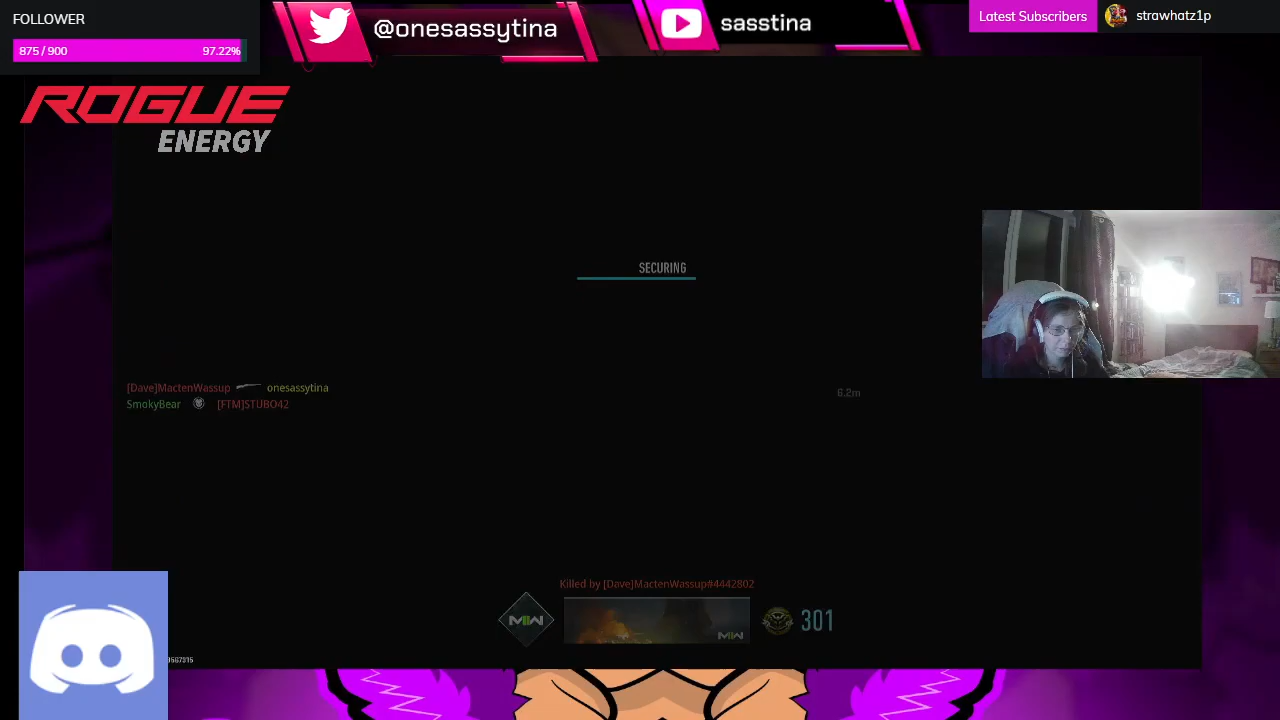 FOLLOWER
875 / 900 97.22%
@onesassytina
sasstina
Latest Subscribers strawhatz1p
ROGUE
ENERGY
SECURING
[Dave]MactenWassup onesassytina
SmokyBear [FTM]STUBO42
6.2m
Killed by [Dave]MactenWassup#4442802
MW
MW
301